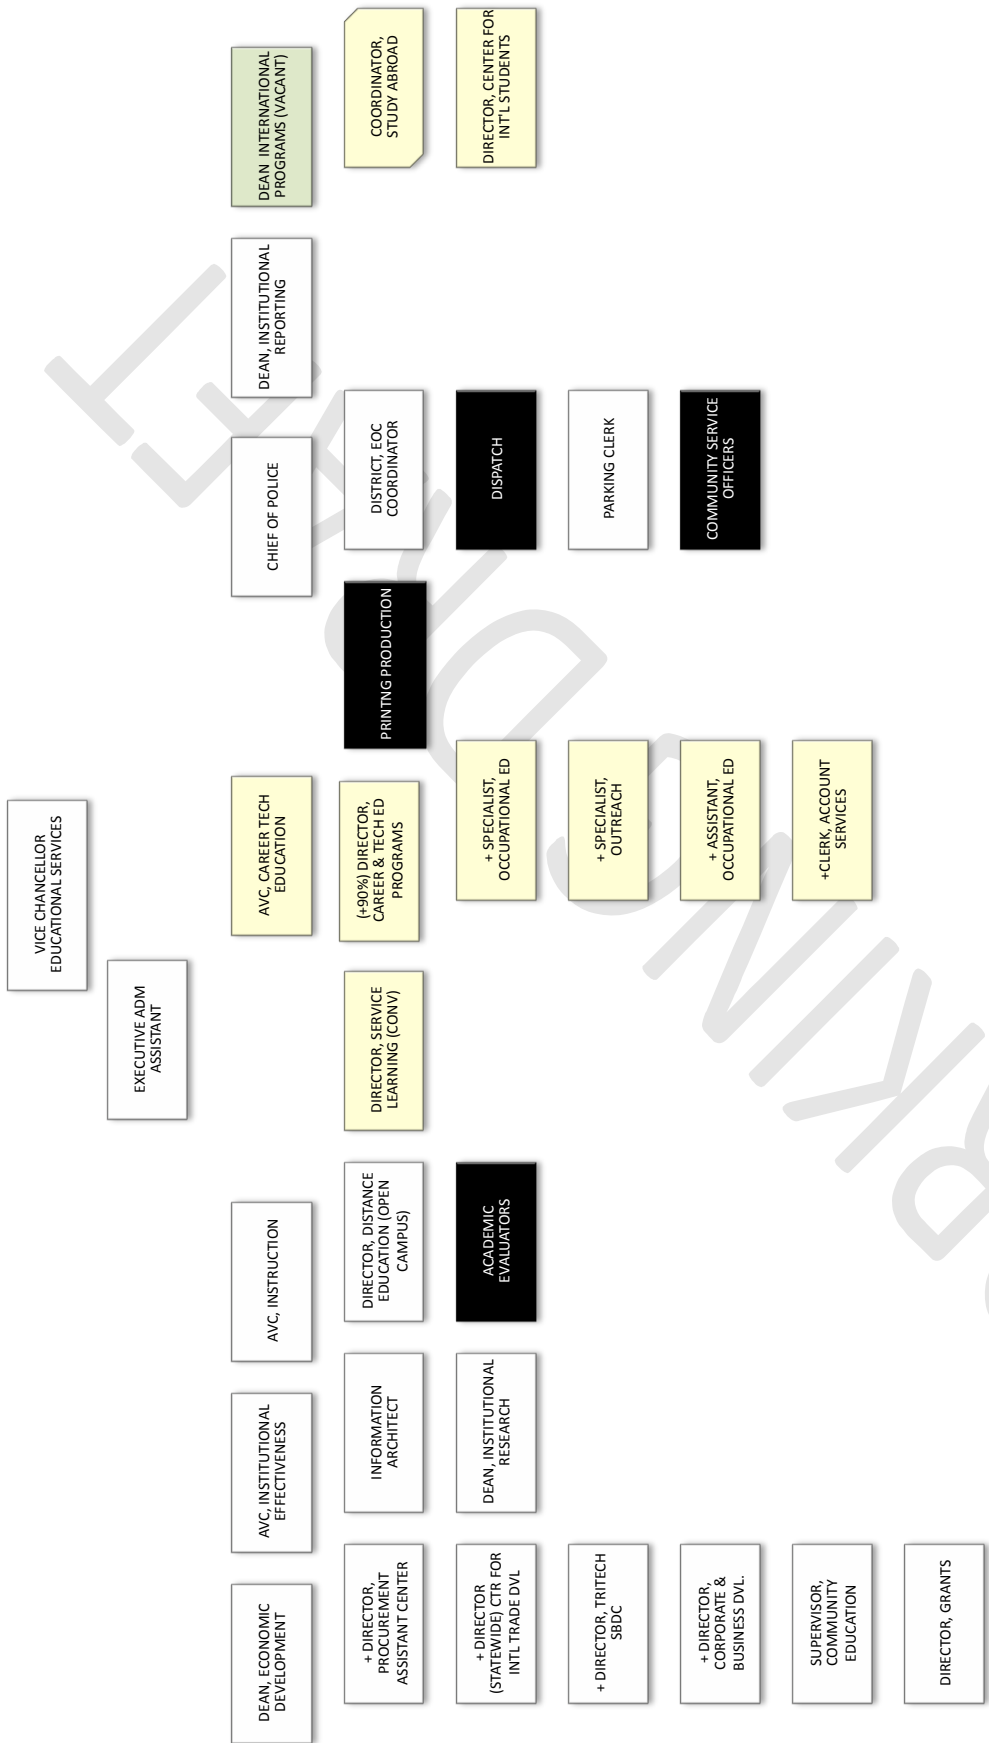 VICE CHANCELLOR
EDUCATIONAL SERVICES
EXECUTIVE ADM
ASSISTANT
DEAN, ECONOMIC
DEVELOPMENT
AVC, INSTITUTIONAL
EFFECTIVENESS
AVC, INSTRUCTION
AVC, CAREER TECH
EDUCATION
CHIEF OF POLICE
DEAN, INSTITUTIONAL
REPORTING
DEAN INTERNATIONAL
PROGRAMS (VACANT)
+ DIRECTOR,
PROCUREMENT
ASSISTANT CENTER
INFORMATION
ARCHITECT
DIRECTOR, DISTANCE
EDUCATION (OPEN
CAMPUS)
DIRECTOR, SERVICE
LEARNING (CONV)
(+90%) DIRECTOR,
CAREER & TECH ED
PROGRAMS
PRINTNG PRODUCTION
DISTRICT, EOC
COORDINATOR
COORDINATOR,
STUDY ABROAD
+ DIRECTOR
(STATEWIDE) CTR FOR
INTL TRADE DVL
DEAN, INSTITUTIONAL
RESEARCH
ACADEMIC
EVALUATORS
+ SPECIALIST,
OCCUPATIONAL ED
DISPATCH
DIRECTOR, CENTER FOR
INT'L STUDENTS
+ DIRECTOR, TRITECH
SBDC
+ SPECIALIST,
OUTREACH
PARKING CLERK
+ DIRECTOR,
CORPORATE &
BUSINESS DVL.
+ ASSISTANT,
OCCUPATIONAL ED
COMMUNITY SERVICE
OFFICERS
SUPERVISOR,
COMMUNITY
EDUCATION
+CLERK, ACCOUNT
SERVICES
DIRECTOR, GRANTS
RKING DRAFT